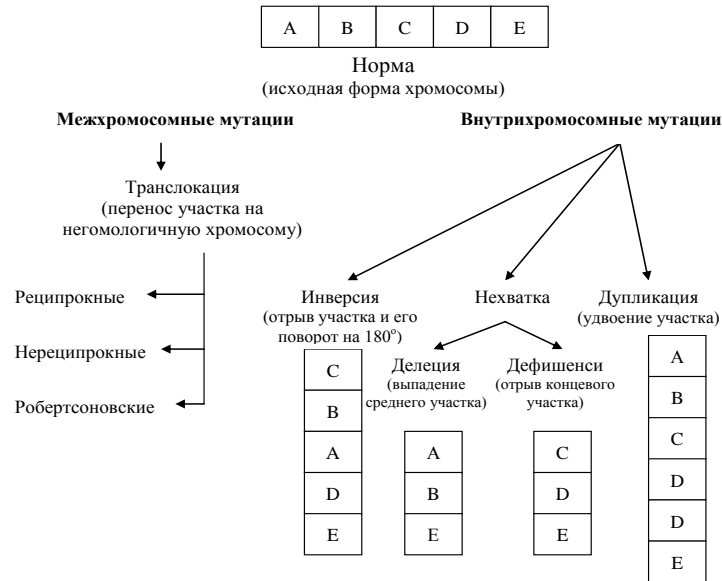 A B C D E
Норма
(исходная форма хромосомы)
Межхромосомные мутации
Внутрихромосомные мутации
Транслокация
(перенос участка на
негомологичную хромосому)
Реципрокные
Нереципрокные
Робертсоновские
Инверсия
(отрыв участка и его
поворот на 180°)
C
B
A
D
E
Нехватка
Делеция
(выпадение
среднего участка)
A
B
E
Дефишенси
(отрыв концевого
участка)
C
D
E
Дупликация
(удвоение участка)
A
B
C
D
D
E